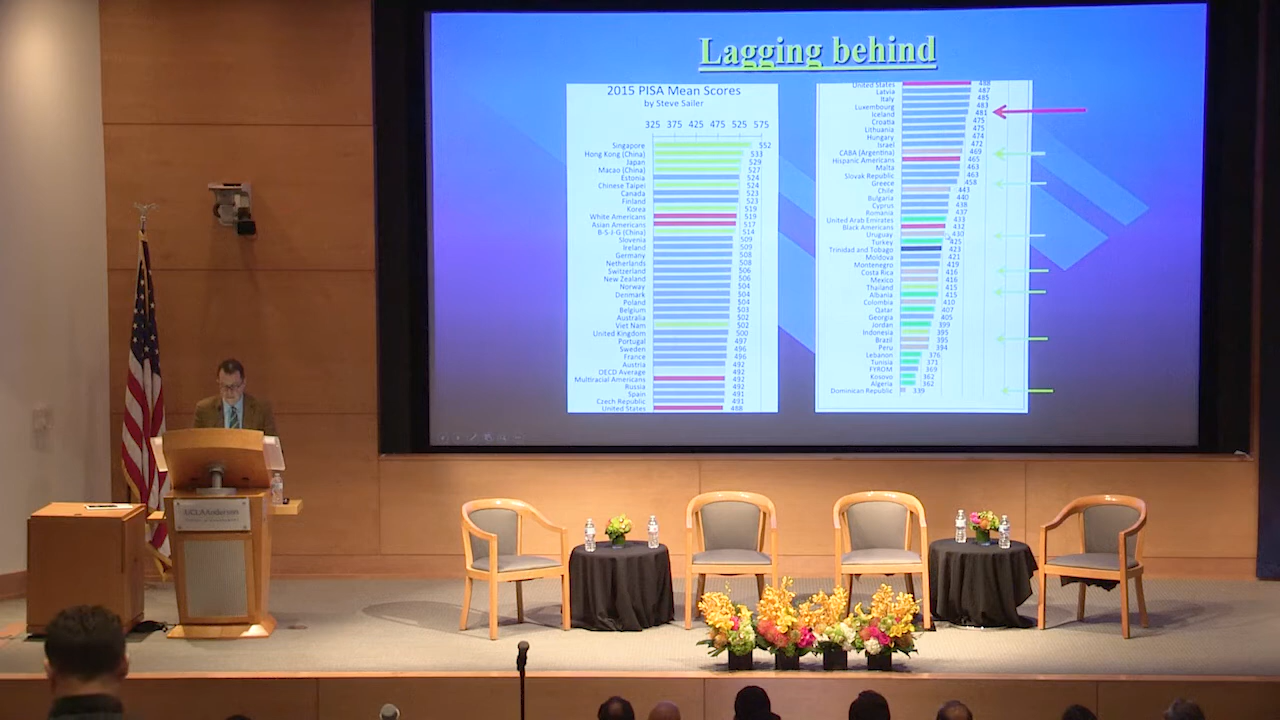 Lagging behind
2015 PISA Mean Scores
by Steve Sailer
325 375 425 475 525 575
Singapore 552
Hong Kong (China) 533
Japan 529
Macao (China) 527
Estonia 524
Chinese Taipei 524
Canada 523
Finland 523
Korea 519
White Americans 519
Asian Americans 517
B-S-J-G (China) 514
Slovenia 509
Ireland 509
Germany 508
Netherlands 508
Switzerland 506
New Zealand 506
Norway 504
Denmark 504
Poland 504
Belgium 503
Australia 502
Viet Nam 502
United Kingdom 500
Portugal 497
Sweden 496
France 496
Austria 492
OECD Average 492
Multiracial Americans 492
Russia 492
Spain 491
Czech Republic 491
United States 488
United States 488
Latvia 487
Italy 485
Luxembourg 483
Iceland 481
Croatia 475
Lithuania 475
Hungary 474
Israel 472
CABA (Argentina) 469
Hispanic Americans 465
Malta 463
Slovak Republic 463
Greece 458
Chile 443
Bulgaria 440
Cyprus 438
Romania 437
United Arab Emirates 433
Black Americans 432
Uruguay 430
Turkey 425
Trinidad and Tobago 423
Moldova 421
Montenegro 419
Costa Rica 416
Mexico 416
Thailand 415
Albania 415
Colombia 410
Qatar 407
Georgia 405
Jordan 399
Indonesia 395
Brazil 395
Peru 394
Lebanon 376
Tunisia 371
FYROM 369
Kosovo 362
Algeria 362
Dominican Republic 339
UCLAAnderson